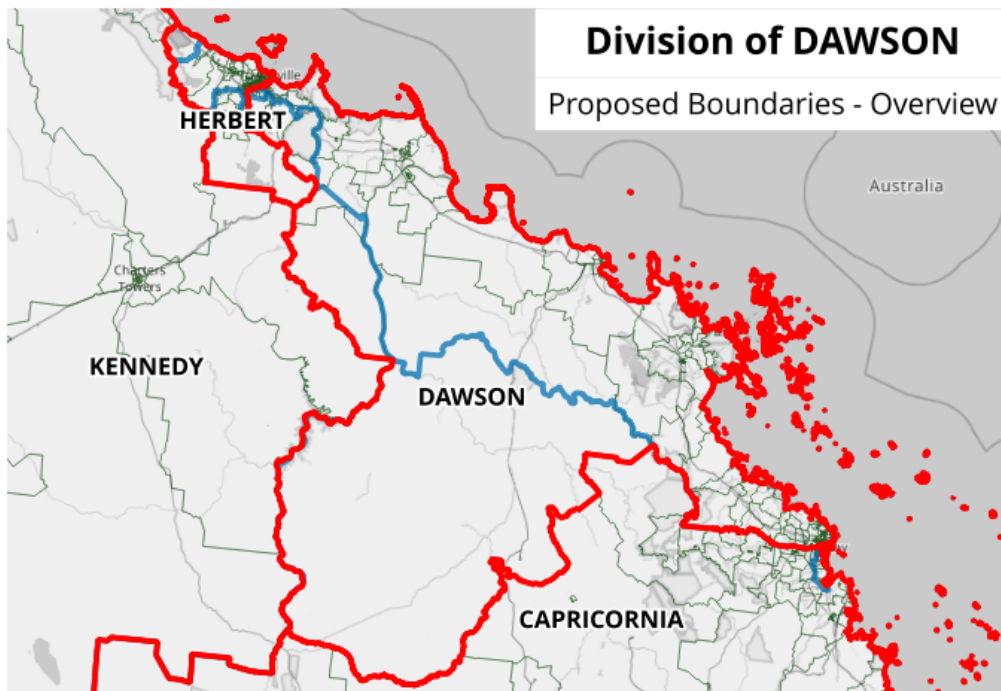 Division of DAWSON
Proposed Boundaries - Overview
HERBERT
Australia
Charters
Towers
KENNEDY
DAWSON
CAPRICORNIA